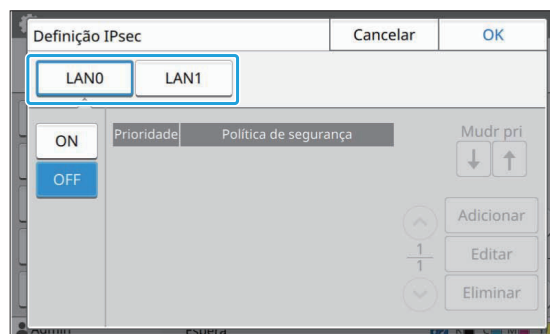 Definição IPsec Cancelar OK
LAN0 LAN1
ON Prioridade Política de segurança Mudr pri
OFF
Adicionar
1
1
Editar
Eliminar
Admin Espera